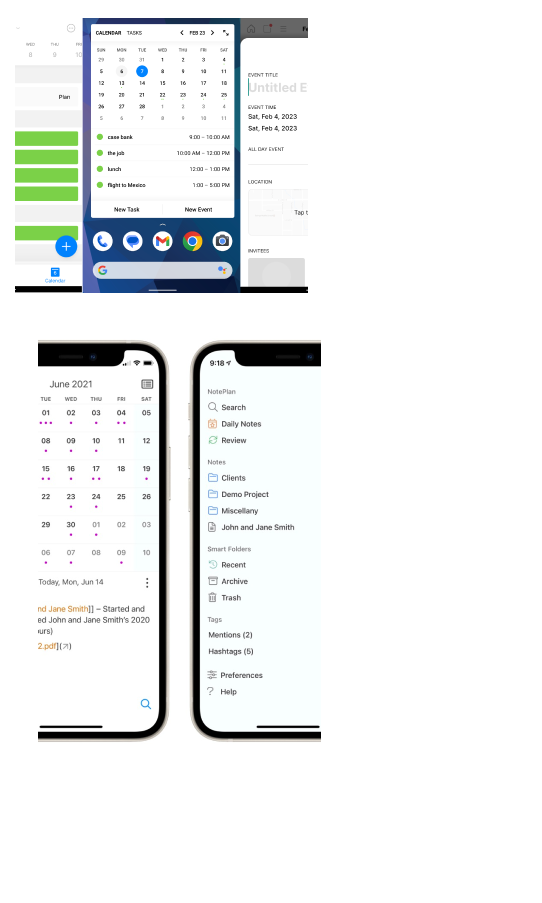 WED THU FRI
8 9 10
Plan
Calendar
CALENDAR TASKS FEB 23
SUN MON TUE WED THU FRI SAT
29 30 31 1 2 3 4
5 6 7 8 9 10 11
12 13 14 15 16 17 18
19 20 21 22 23 24 25
26 27 28 1 2 3 4
5 6 7 8 9 10 11
case bank 9:00 – 10:00 AM
the job 10:00 AM – 12:00 PM
lunch 12:00 – 1:00 PM
flight to Mexico 1:00 – 5:00 PM
New Task New Event
Fe
EVENT TITLE
Untitled E
EVENT TIME
Sat, Feb 4, 2023
Sat, Feb 4, 2023
ALL DAY EVENT
LOCATION
Tap t
INVITEES
June 2021
TUE WED THU FRI SAT
01 02 03 04 05
08 09 10 11 12
15 16 17 18 19
22 23 24 25 26
29 30 01 02 03
06 07 08 09 10
Today, Mon, Jun 14
nd Jane Smith]] – Started and
ed John and Jane Smith's 2020
urs)
2.pdf](↗)
9:18
NotePlan
Search
Daily Notes
Review
Notes
Clients
Demo Project
Miscellany
John and Jane Smith
Smart Folders
Recent
Archive
Trash
Tags
Mentions (2)
Hashtags (5)
Preferences
Help